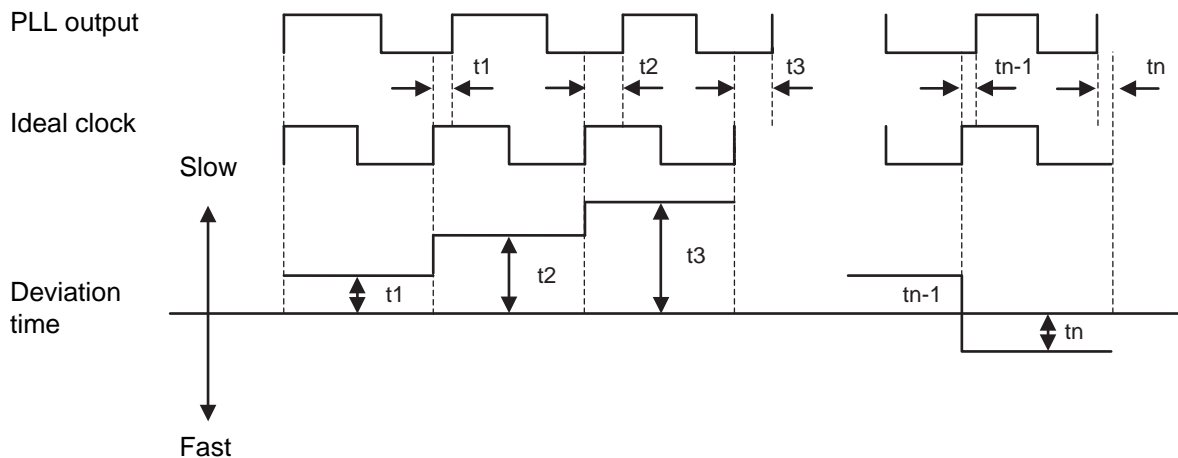 PLL output
t1
t2
t3
tn-1
tn
Ideal clock
Slow
t1
t2
t3
tn-1
tn
Deviation
time
Fast